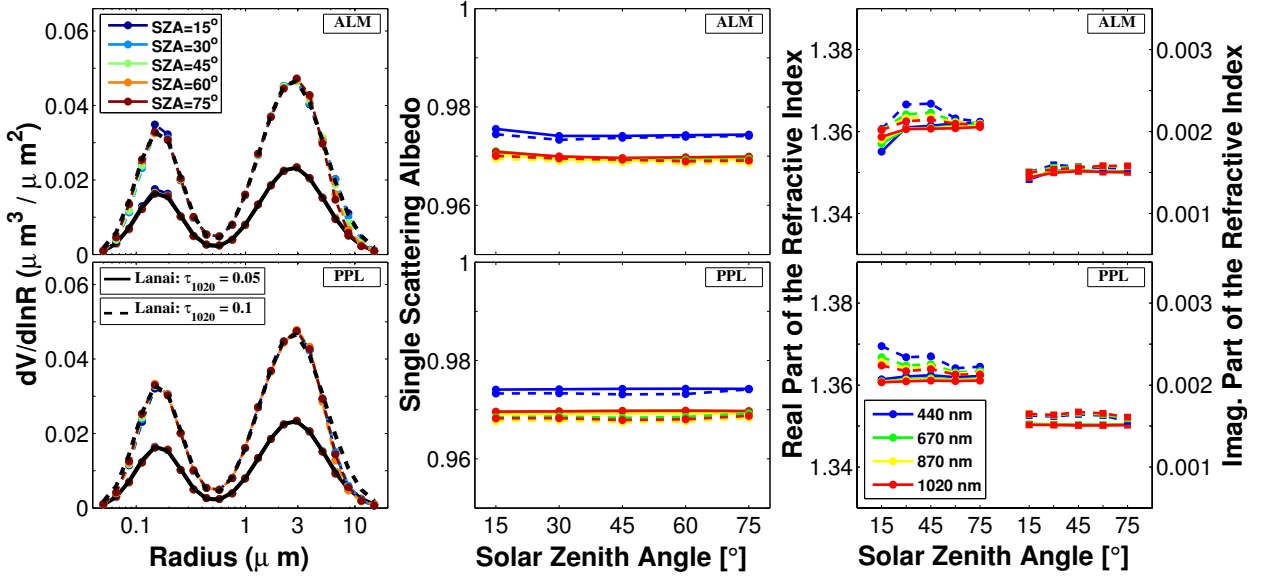 dV/dlnR (μ m³ / μ m²)
0.06
0.04
0.02
0
ALM
SZA=15°
SZA=30°
SZA=45°
SZA=60°
SZA=75°
0.06
0.04
0.02
0
PPL
Lanai: τ₁₀₂₀ = 0.05
Lanai: τ₁₀₂₀ = 0.1
0.1
1
3
10
Radius (μ m)
Single Scattering Albedo
1
0.98
0.96
ALM
1
0.98
0.96
PPL
15
30
45
60
75
Solar Zenith Angle [°]
Real Part of the Refractive Index
1.38
1.36
1.34
ALM
0.003
0.002
0.001
1.38
1.36
1.34
PPL
440 nm
670 nm
870 nm
1020 nm
0.003
0.002
0.001
15
45
75
15
45
75
Solar Zenith Angle [°]
Imag. Part of the Refractive Index